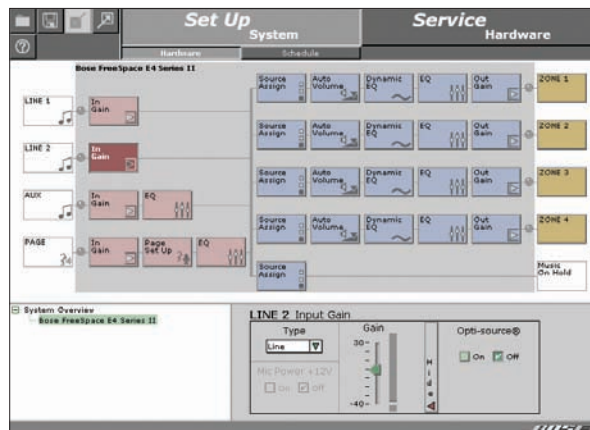 Set Up
System
Service
Hardware
Hardware
Schedule
Bose FreeSpace E4 Series II
LINE 1
In Gain
Source Assign
Auto Volume
Dynamic EQ
EQ
Out Gain
ZONE 1
LINE 2
In Gain
Source Assign
Auto Volume
Dynamic EQ
EQ
Out Gain
ZONE 2
AUX
In Gain
EQ
Source Assign
Auto Volume
Dynamic EQ
EQ
Out Gain
ZONE 3
PAGE
In Gain
Page Set Up
EQ
Source Assign
Auto Volume
Dynamic EQ
EQ
Out Gain
ZONE 4
Source Assign
Music On Hold
System Overview
Bose FreeSpace E4 Series II
LINE 2 Input Gain
Type
Line
Mic Power +12V
On
Off
Gain
30-
-40-
Hide
Opti-source®
On
Off
BOSE